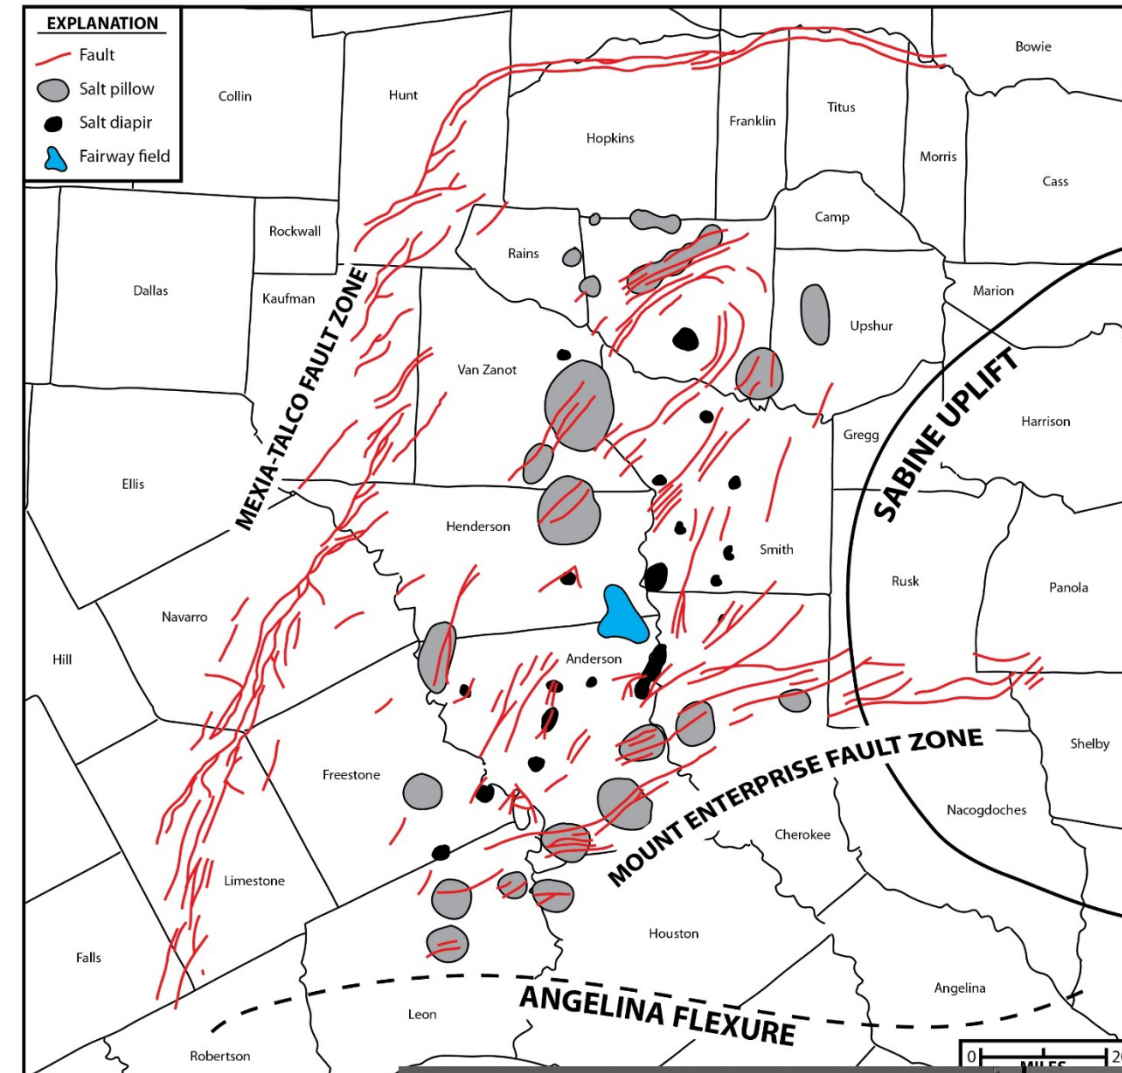 EXPLANATION
Fault
Salt pillow
Salt diapir
Fairway field
Bowie
Collin
Hunt
Titus
Franklin
Hopkins
Morris
Cass
Camp
Rockwall
Rains
Dallas
Kaufman
Marion
Upshur
Van Zanot
MEXIA-TALCO FAULT ZONE
SABINE UPLIFT
Harrison
Gregg
Ellis
Henderson
Smith
Rusk
Panola
Navarro
Hill
Anderson
Shelby
MOUNT ENTERPRISE FAULT ZONE
Freestone
Nacogdoches
Cherokee
Limestone
Houston
Falls
Angelina
ANGELINA FLEXURE
Leon
Robertson
0
20
MILES